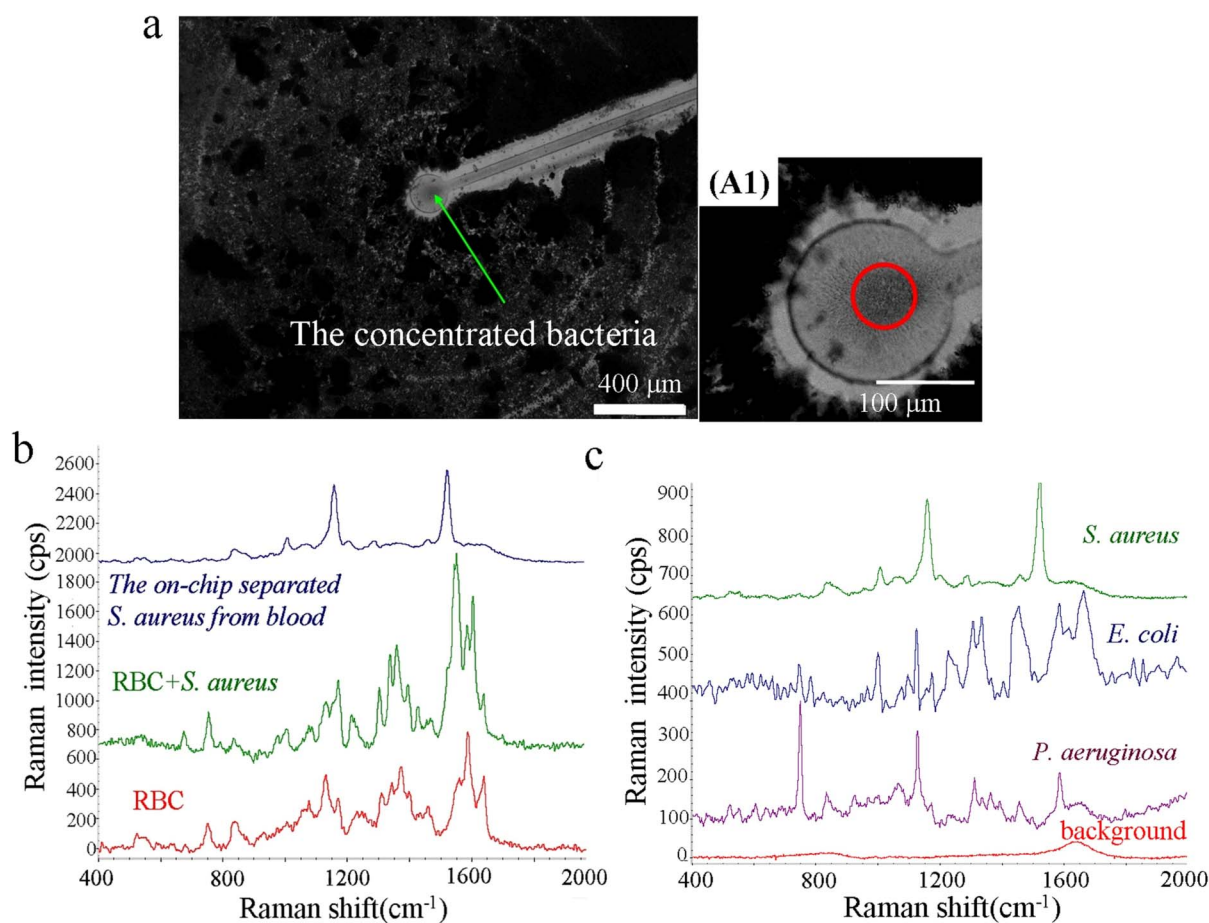 a
The concentrated bacteria
400 μm
(A1)
100 μm
b
2600
2400
2200
2000
1800
1600
1400
1200
1000
800
600
400
200
0
Raman intensity (cps)
The on-chip separated
S. aureus from blood
RBC+S. aureus
RBC
400 800 1200 1600 2000
Raman shift(cm-1)
c
900
700
600
400
300
100
0
Raman intensity (cps)
S. aureus
E. coli
P. aeruginosa
background
400 800 1200 1600 2000
Raman shift(cm-1)